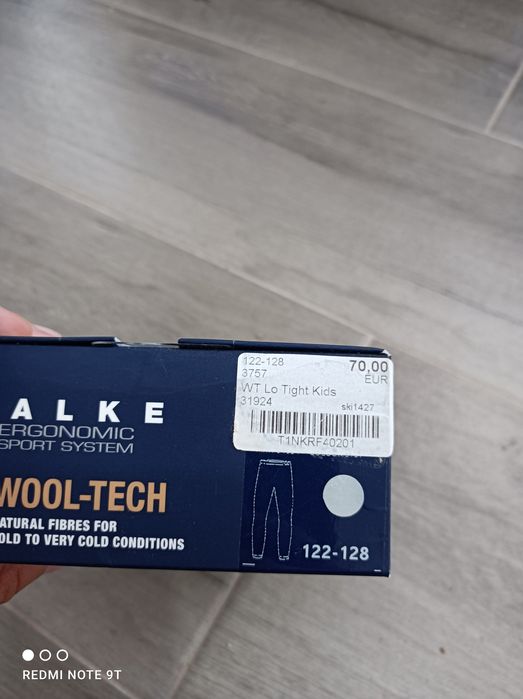 122-128 70,00
3757 EUR
WT Lo Tight Kids
31924 ski1427
T1NKRF40201
ALKE
ERGONOMIC
SPORT SYSTEM
WOOL-TECH
ATURAL FIBRES FOR
OLD TO VERY COLD CONDITIONS
122-128
REDMI NOTE 9T